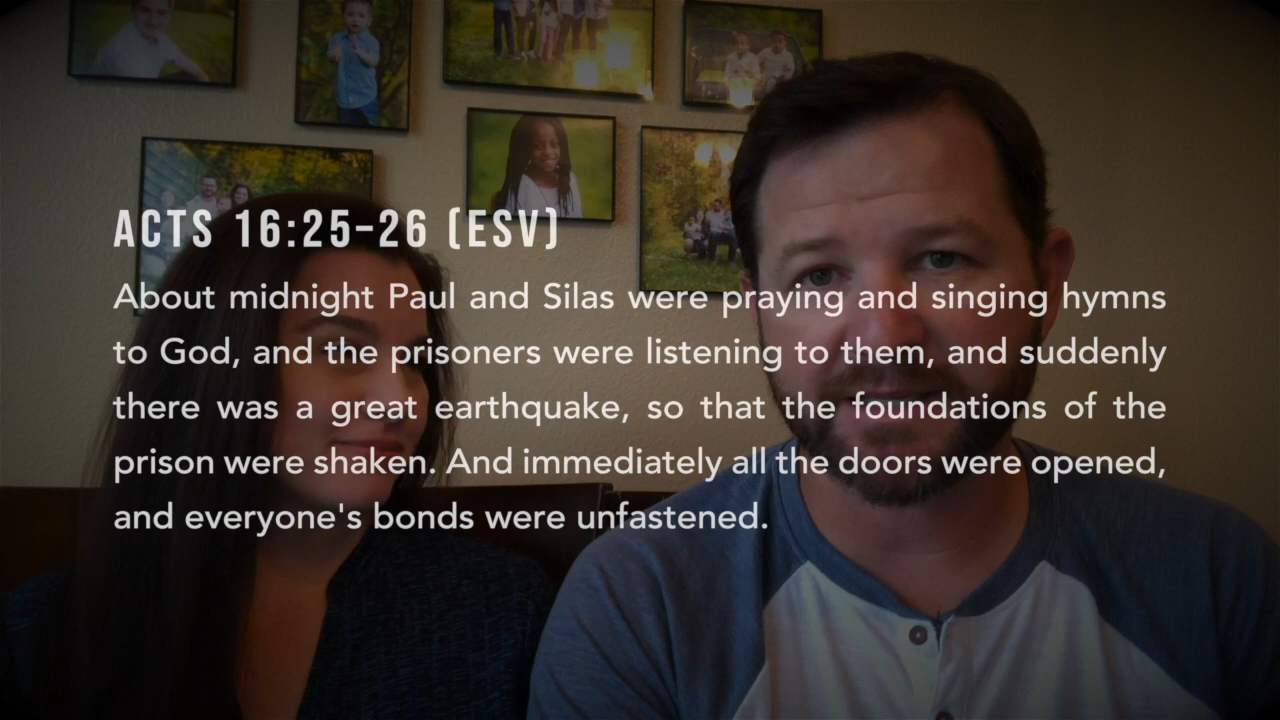 ACTS 16:25–26 (ESV)
About midnight Paul and Silas were praying and singing hymns
to God, and the prisoners were listening to them, and suddenly
there was a great earthquake, so that the foundations of the
prison were shaken. And immediately all the doors were opened,
and everyone's bonds were unfastened.